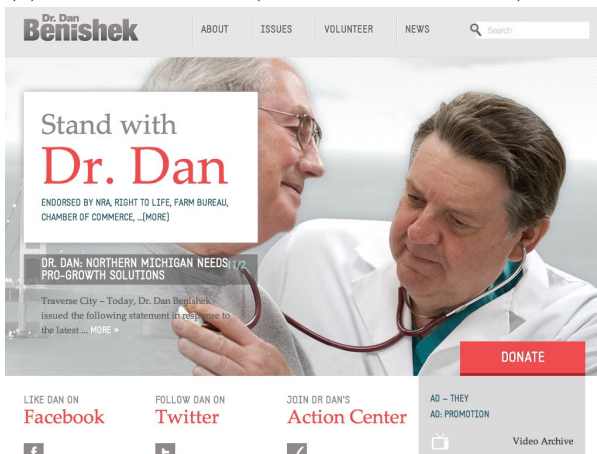 Dr. Dan
Benishek
ABOUT
ISSUES
VOLUNTEER
NEWS
Search
Stand with
Dr. Dan
ENDORSED BY NRA, RIGHT TO LIFE, FARM BUREAU,
CHAMBER OF COMMERCE, ...(MORE)
DR. DAN: NORTHERN MICHIGAN NEEDS
11/2
PRO-GROWTH SOLUTIONS
Traverse City – Today, Dr. Dan Benishek
issued the following statement in response to
the latest ... MORE »
DONATE
LIKE DAN ON
Facebook
FOLLOW DAN ON
Twitter
JOIN DR DAN'S
Action Center
AD – THEY
AD: PROMOTION
Video Archive